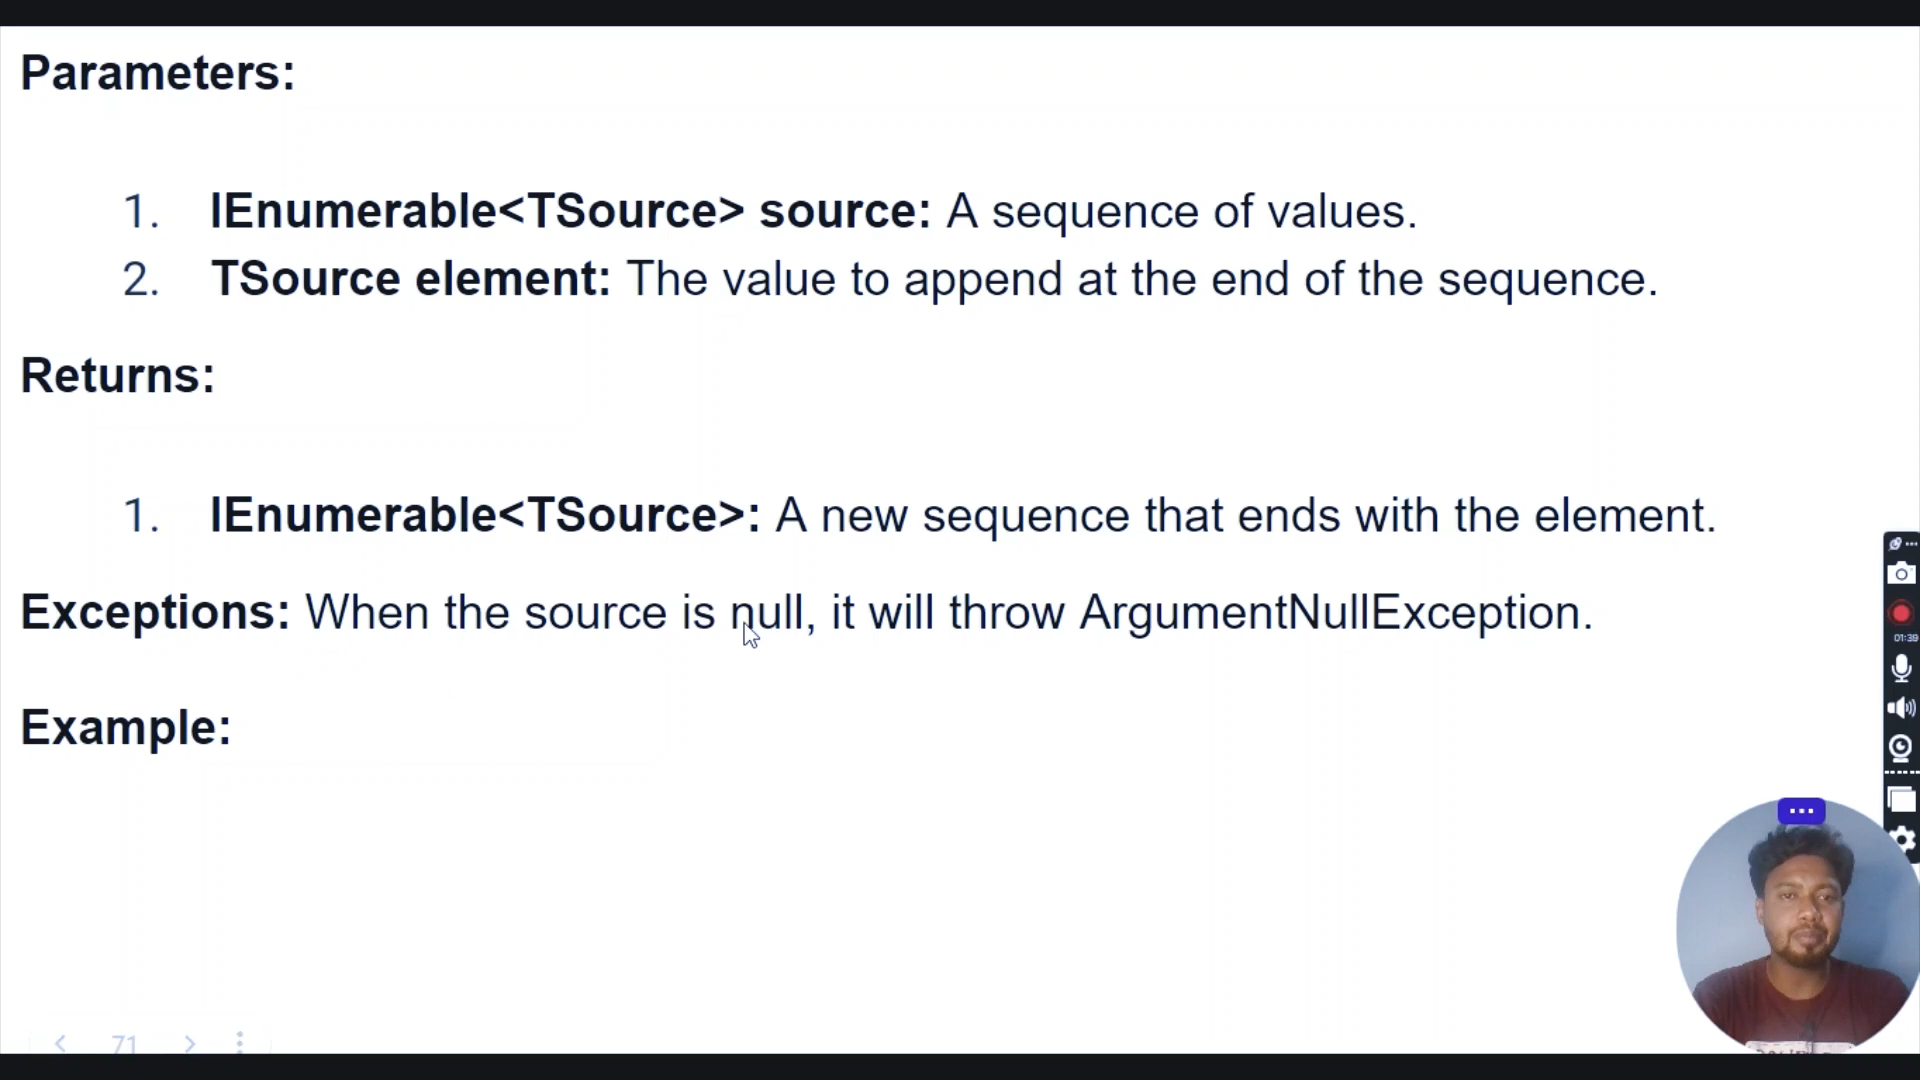 Parameters:
1. IEnumerable<TSource> source: A sequence of values.
2. TSource element: The value to append at the end of the sequence.
Returns:
1. IEnumerable<TSource>: A new sequence that ends with the element.
Exceptions: When the source is null, it will throw ArgumentNullException.
01:39
Example:
71